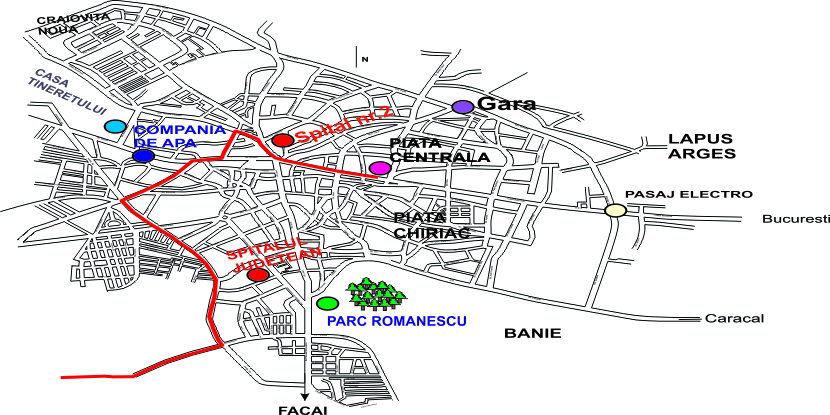 CRAIOVITA
NOUA
N
CASA
TINERETULUI
Gara
COMPANIA
DE APA
Spital nr.2
PIATA
CENTRALA
LAPUS
ARGES
PASAJ ELECTRO
Bucuresti
PIATA
CHIRIAC
SPITALUL
JUDETEAN
PARC ROMANESCU
Caracal
BANIE
FACAI